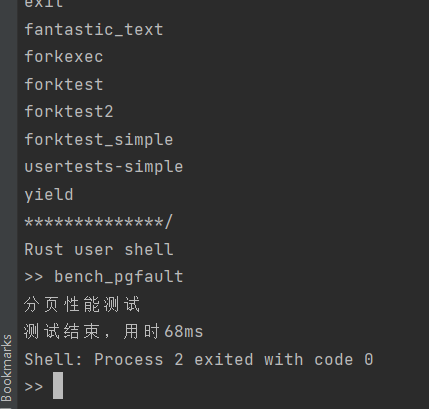 exit
fantastic_text
forkexec
forktest
forktest2
forktest_simple
usertests-simple
yield
**************/
Rust user shell
>> bench_pgfault
分页性能测试
测试结束，用时68ms
Shell: Process 2 exited with code 0
>>
Bookmarks